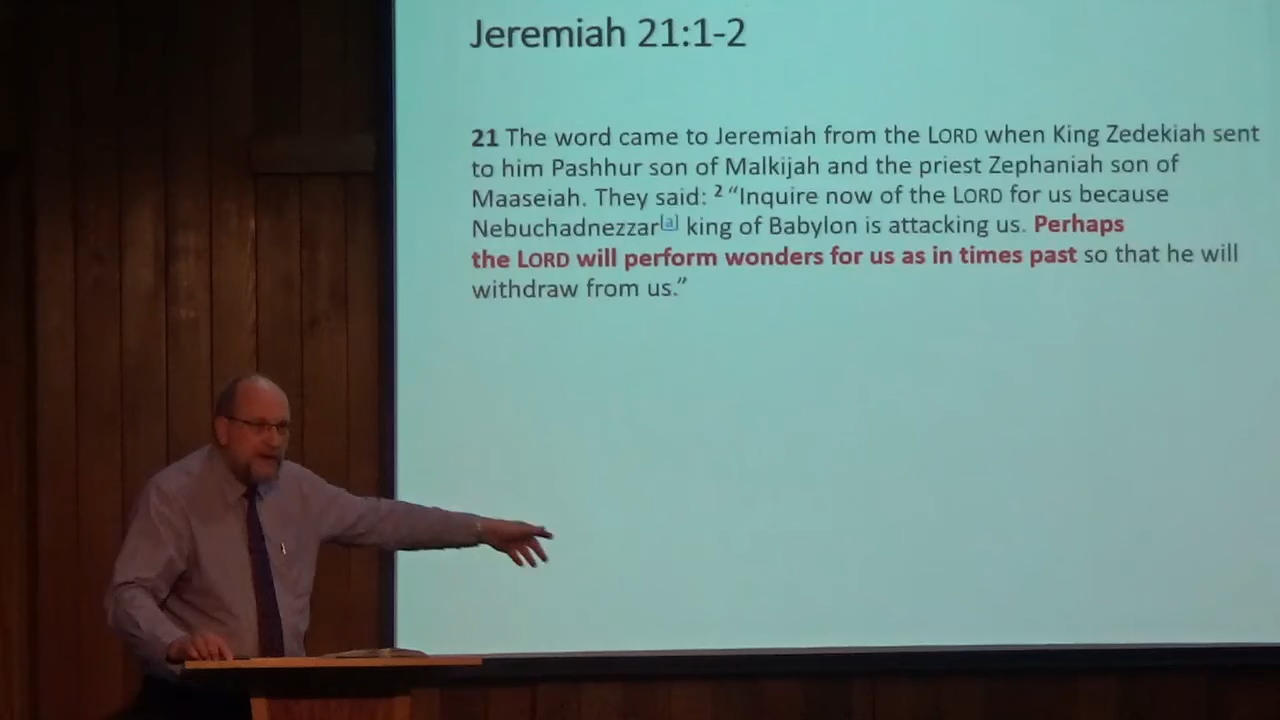 Jeremiah 21:1-2
21 The word came to Jeremiah from the LORD when King Zedekiah sent
to him Pashhur son of Malkijah and the priest Zephaniah son of
Maaseiah. They said: 2 “Inquire now of the LORD for us because
Nebuchadnezzar[a] king of Babylon is attacking us. Perhaps
the LORD will perform wonders for us as in times past so that he will
withdraw from us.”